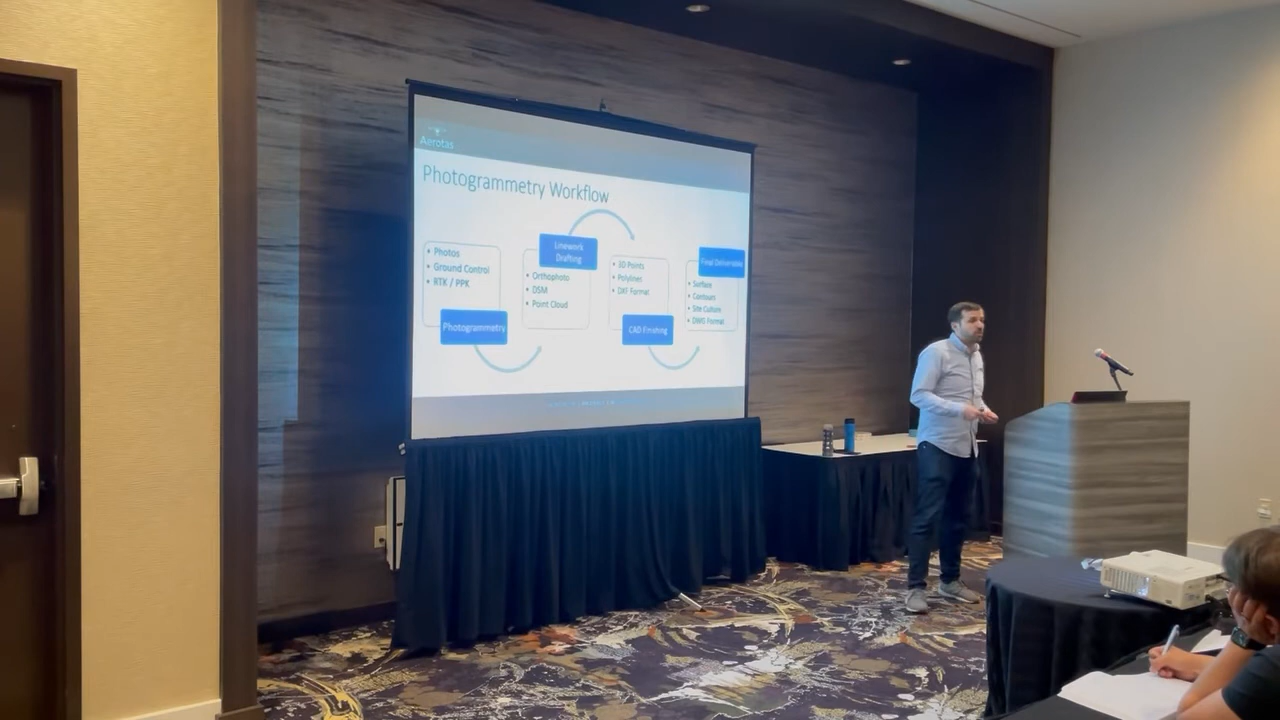 Aerotas
Photogrammetry Workflow
• Photos
• Ground Control
• RTK / PPK
Photogrammetry
Linework
Drafting
• Orthophoto
• DSM
• Point Cloud
• 3D Points
• Polylines
• DXF Format
CAD Finishing
Final Deliverable
• Surface
• Contours
• Site Culture
• DWG Format